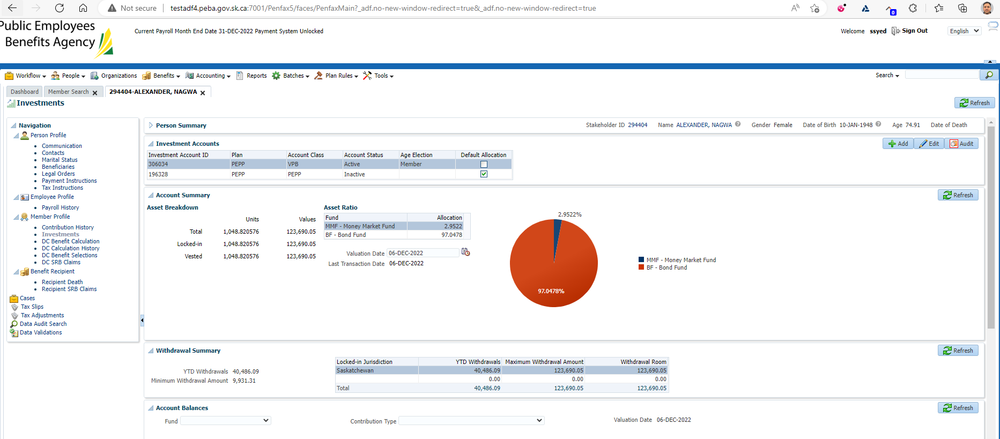 Not secure testadf4.peba.gov.sk.ca:7001/Penfax5/faces/PenfaxMain?_adf.no-new-window-redirect=true&_adf.no-new-window-redirect=true
0
Public Employees
Benefits Agency
Current Payroll Month End Date 31-DEC-2022 Payment System Unlocked
Welcome ssyed Sign Out English
Workflow People Organizations Benefits Accounting Reports Batches Plan Rules Tools Search
Dashboard Member Search 294404-ALEXANDER, NAGWA
Investments Refresh
Navigation
Person Profile
Communication
Contacts
Marital Status
Beneficiaries
Legal Orders
Payment Instructions
Tax Instructions
Employee Profile
Payroll History
Member Profile
Contribution History
Investments
DC Benefit Calculation
DC Calculation History
DC Benefit Selections
DC SRB Claims
Benefit Recipient
Recipient Death
Recipient SRB Claims
Cases
Tax Slips
Tax Adjustments
Data Audit Search
Data Validations
Person Summary Stakeholder ID 294404 Name ALEXANDER, NAGWA Gender Female Date of Birth 10-JAN-1948 Age 74.91 Date of Death
Investment Accounts Add Edit Audit
Investment Account ID Plan Account Class Account Status Age Election Default Allocation
306034 PEPP VPB Active Member
196328 PEPP PEPP Inactive
Account Summary Refresh
Asset Breakdown
Units Values
Total 1,048.820576 123,690.05
Locked-in 1,048.820576 123,690.05
Vested 1,048.820576 123,690.05
Asset Ratio
Fund Allocation
MMF - Money Market Fund 2.9522
BF - Bond Fund 97.0478
Valuation Date 06-DEC-2022
Last Transaction Date 06-DEC-2022
2.9522%
97.0478%
MMF - Money Market Fund
BF - Bond Fund
Withdrawal Summary Refresh
YTD Withdrawals 40,486.09
Minimum Withdrawal Amount 9,931.31
Locked-in Jurisdiction YTD Withdrawals Maximum Withdrawal Amount Withdrawal Room
Saskatchewan 40,486.09 123,690.05 123,690.05
0.00 0.00 0.00
Total 40,486.09 123,690.05 123,690.05
Account Balances Refresh
Fund Contribution Type Valuation Date 06-DEC-2022